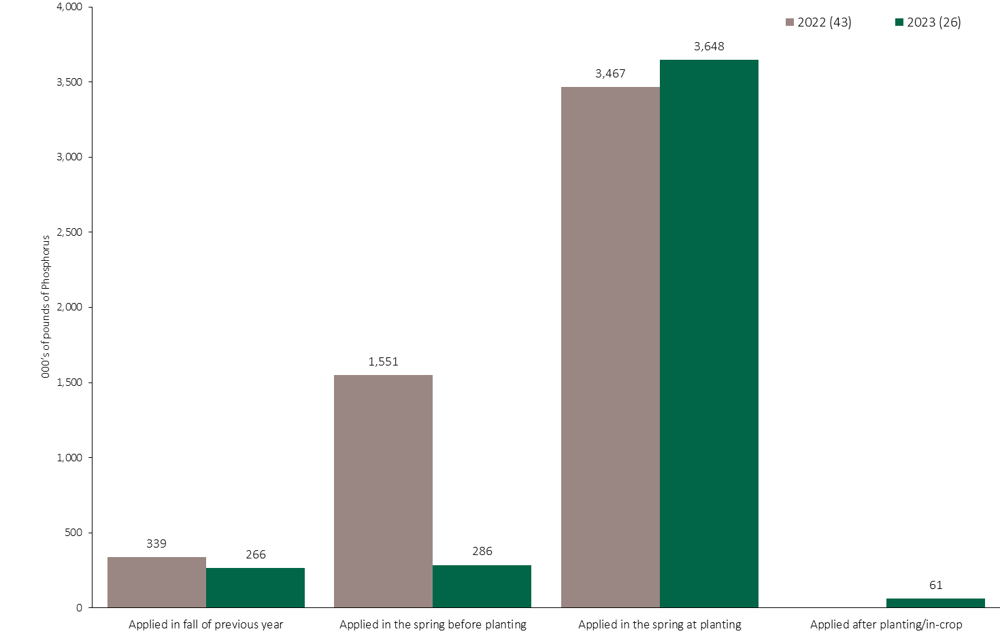 4,000
3,500
3,000
2,500
2,000
1,500
1,000
500
0
000's of pounds of Phosphorus
2022 (43) 2023 (26)
339
266
1,551
286
3,467
3,648
61
Applied in fall of previous year
Applied in the spring before planting
Applied in the spring at planting
Applied after planting/in-crop